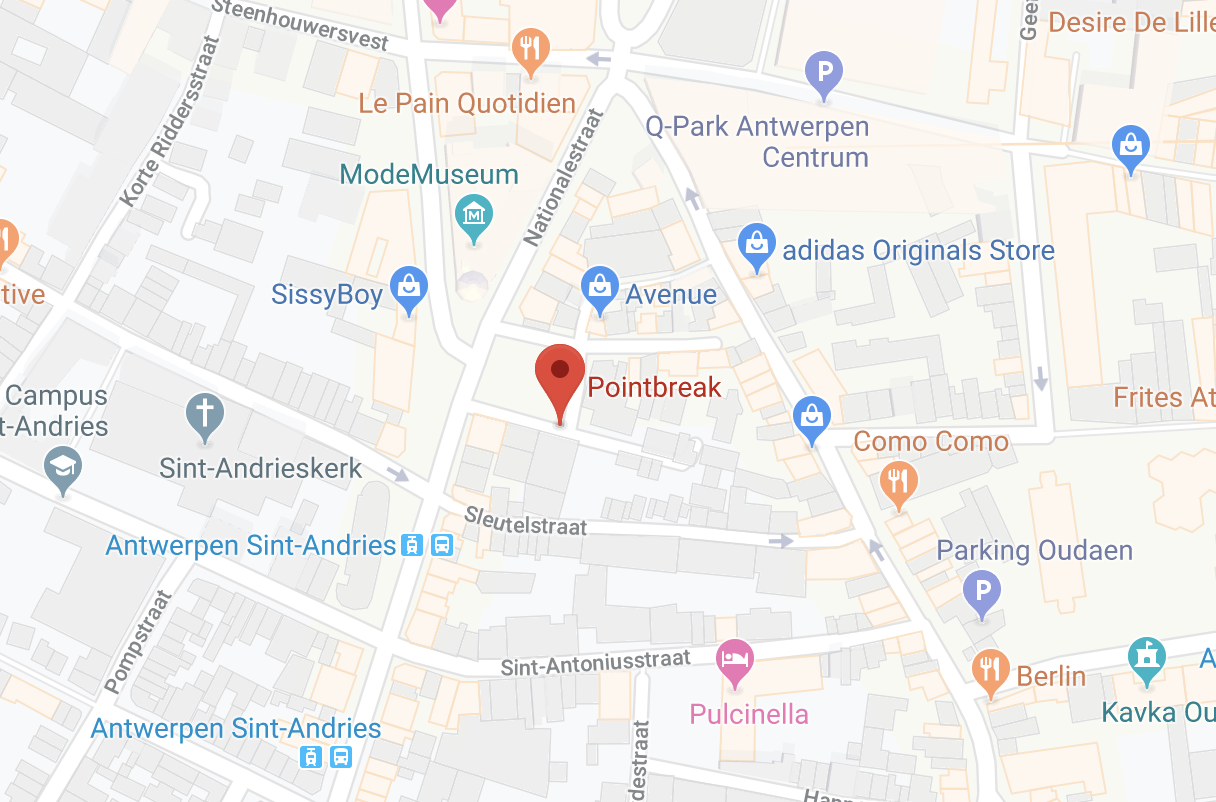 Steenhouwersvest
Desire De Lille
Le Pain Quotidien
P
Q-Park Antwerpen
Centrum
Korte Riddersstraat
Nationalestraat
ModeMuseum
M
adidas Originals Store
tive
SissyBoy
Avenue
Pointbreak
Campus
t-Andries
Frites At
Sint-Andrieskerk
Como Como
Sleutelstraat
Antwerpen Sint-Andries
Parking Oudaen
P
Pompstraat
Sint-Antoniusstraat
Berlin
A
Pulcinella
Kavka Ou
Antwerpen Sint-Andries
destraat